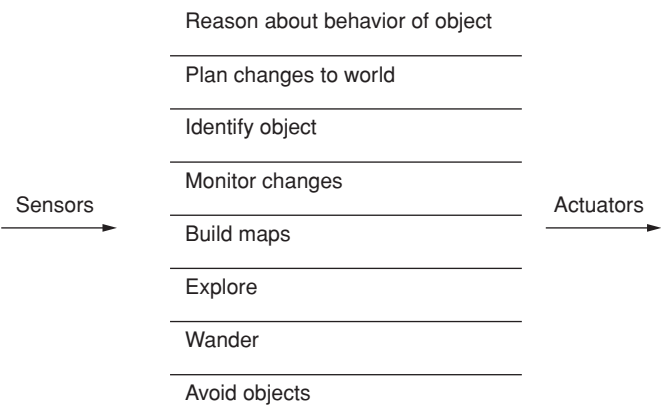 Reason about behavior of object
Plan changes to world
Identify object
Monitor changes
Sensors
Actuators
Build maps
Explore
Wander
Avoid objects